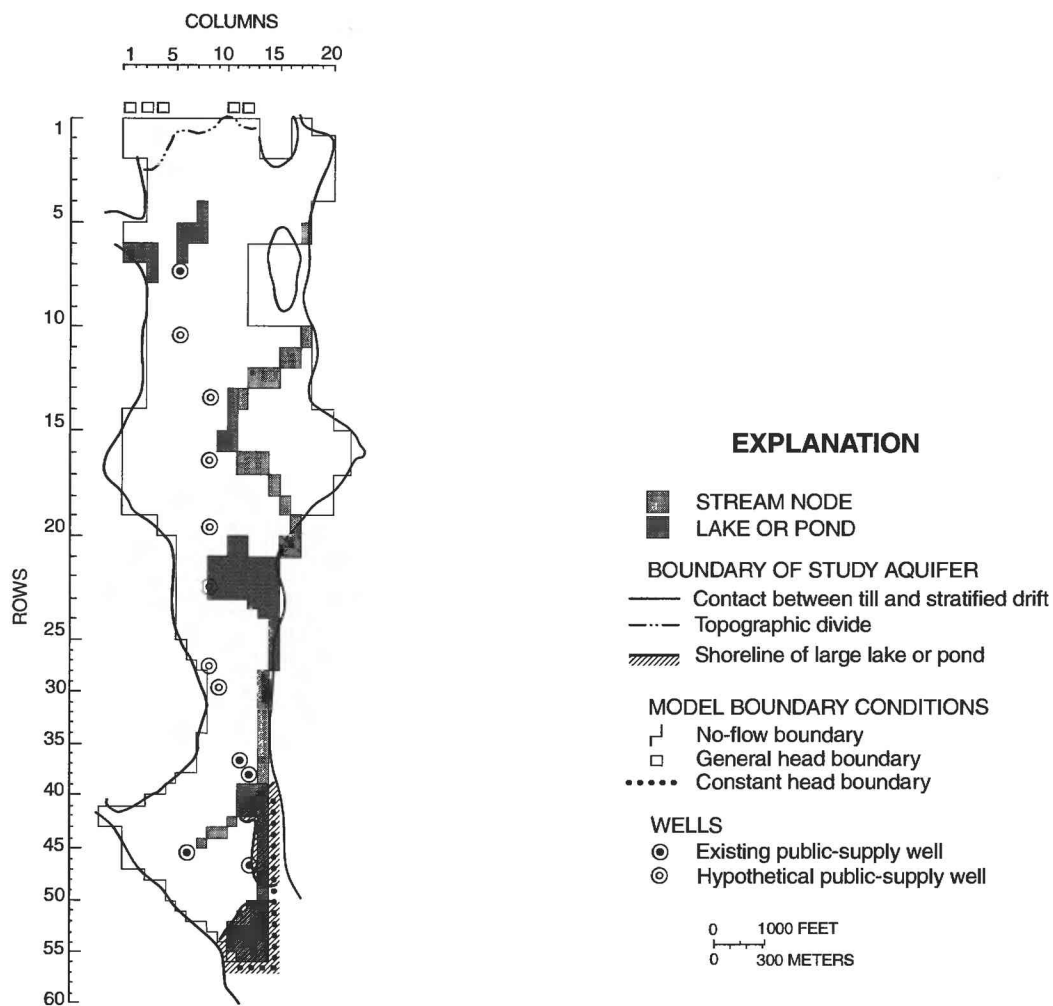 COLUMNS
1 5 10 15 20
ROWS
1
5
10
15
20
25
30
35
40
45
50
55
60
EXPLANATION
STREAM NODE
LAKE OR POND
BOUNDARY OF STUDY AQUIFER
Contact between till and stratified drift
Topographic divide
Shoreline of large lake or pond
MODEL BOUNDARY CONDITIONS
No-flow boundary
General head boundary
Constant head boundary
WELLS
Existing public-supply well
Hypothetical public-supply well
0 1000 FEET
0 300 METERS